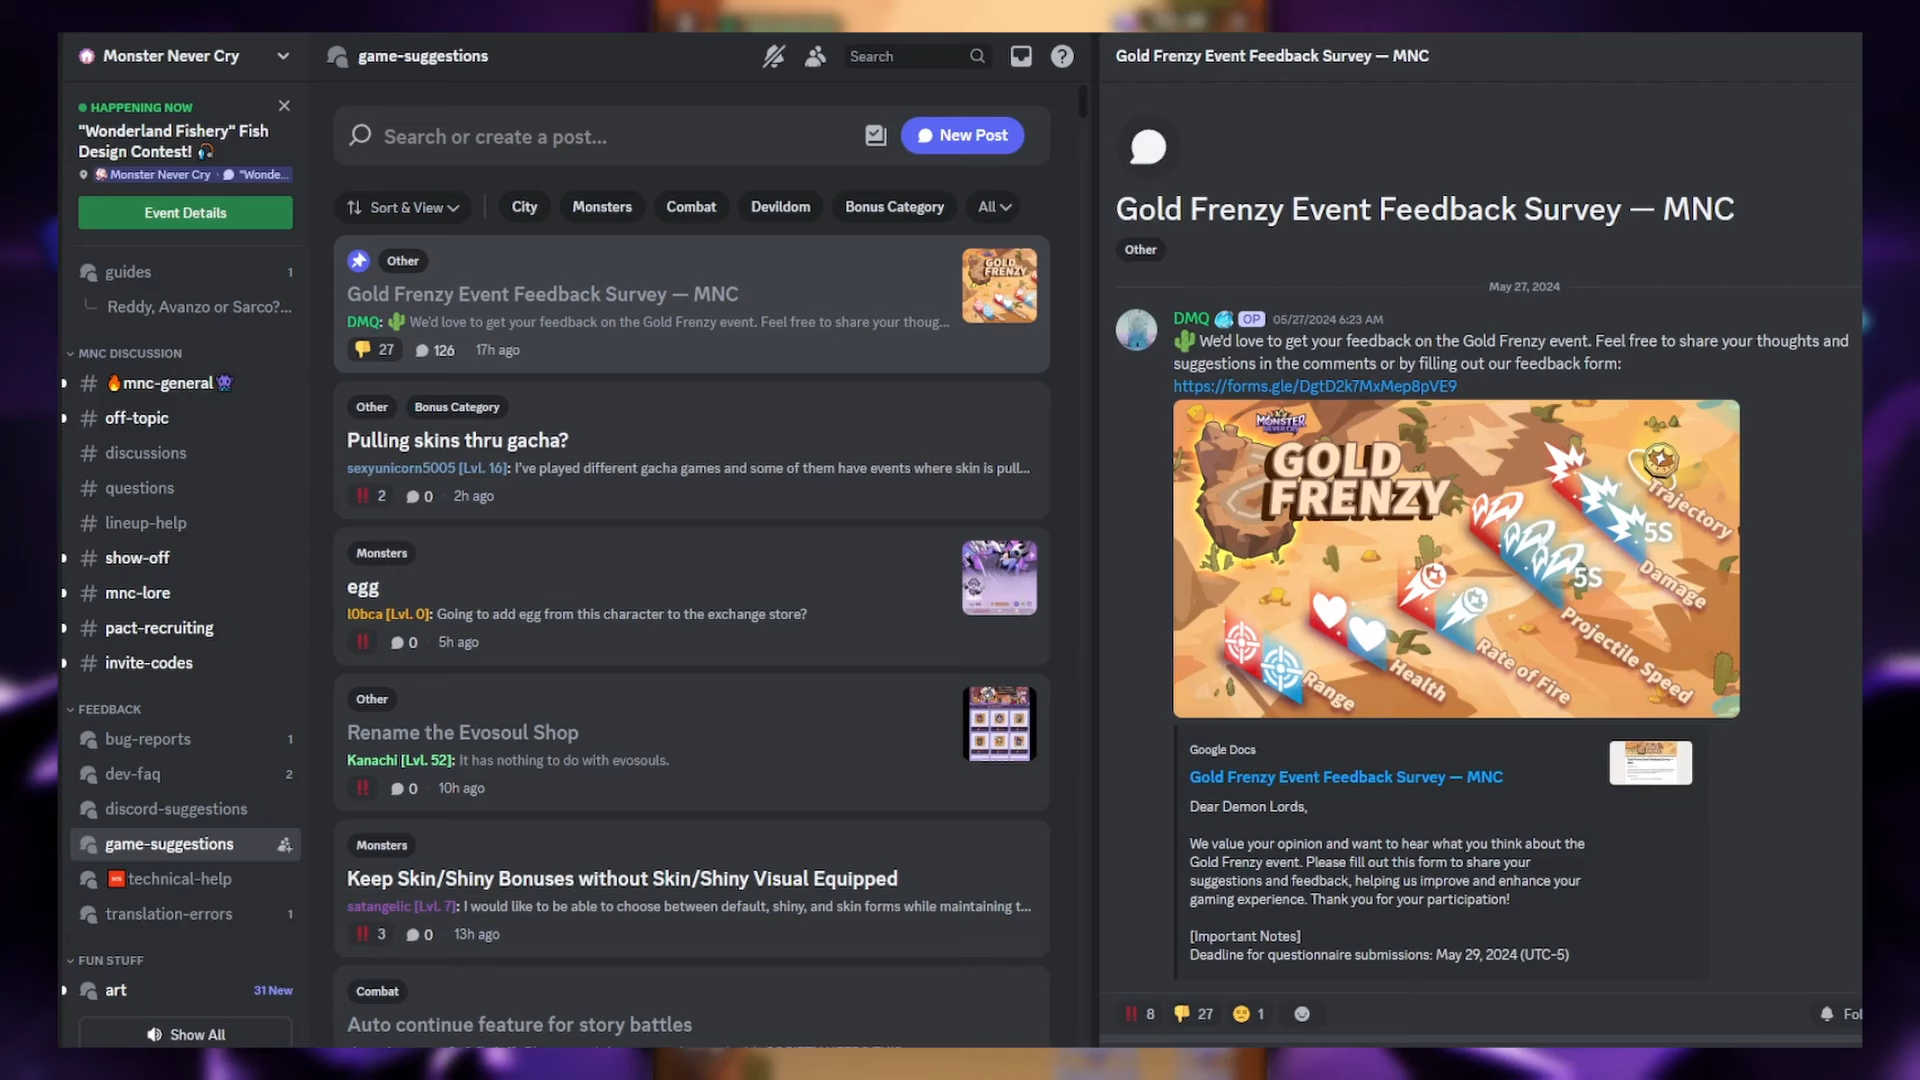 Monster Never Cry
HAPPENING NOW
"Wonderland Fishery" Fish
Design Contest!
Monster Never Cry › "Wonde...
Event Details
guides 1
Reddy, Avanzo or Sarco?...
MNC DISCUSSION
# 🔥mnc-general👾
# off-topic
# discussions
# questions
# lineup-help
# show-off
# mnc-lore
# pact-recruiting
# invite-codes
FEEDBACK
bug-reports 1
dev-faq 2
discord-suggestions
game-suggestions
🆘technical-help
translation-errors 1
FUN STUFF
art 31 New
Show All
game-suggestions
Search
Search or create a post...
New Post
Sort & View
City
Monsters
Combat
Devildom
Bonus Category
All
Other
Gold Frenzy Event Feedback Survey — MNC
DMQ: 🌵 We'd love to get your feedback on the Gold Frenzy event. Feel free to share your thoug...
👎 27 126 17h ago
GOLD
FRENZY
Other Bonus Category
Pulling skins thru gacha?
sexyunicorn5005 [Lvl. 16]: I've played different gacha games and some of them have events where skin is pull...
‼ 2 0 2h ago
Monsters
egg
l0bca [Lvl. 0]: Going to add egg from this character to the exchange store?
‼ 0 5h ago
Other
Rename the Evosoul Shop
Kanachi [Lvl. 52]: It has nothing to do with evosouls.
‼ 0 10h ago
Monsters
Keep Skin/Shiny Bonuses without Skin/Shiny Visual Equipped
satangelic [Lvl. 7]: I would like to be able to choose between default, shiny, and skin forms while maintaining t...
‼ 3 0 13h ago
Combat
Auto continue feature for story battles
Gold Frenzy Event Feedback Survey — MNC
Gold Frenzy Event Feedback Survey — MNC
Other
May 27, 2024
DMQ OP 05/27/2024 6:23 AM
🌵 We'd love to get your feedback on the Gold Frenzy event. Feel free to share your thoughts and
suggestions in the comments or by filling out our feedback form:
https://forms.gle/DgtD2k7MxMep8pVE9
MONSTER
NEVER CRY
GOLD
FRENZY
Trajectory
5S
Damage
5S
Projectile Speed
Rate of Fire
Health
Range
Google Docs
Gold Frenzy Event Feedback Survey — MNC
Dear Demon Lords,
We value your opinion and want to hear what you think about the
Gold Frenzy event. Please fill out this form to share your
suggestions and feedback, helping us improve and enhance your
gaming experience. Thank you for your participation!
[Important Notes]
Deadline for questionnaire submissions: May 29, 2024 (UTC-5)
‼ 8 👎 27 1
Fol